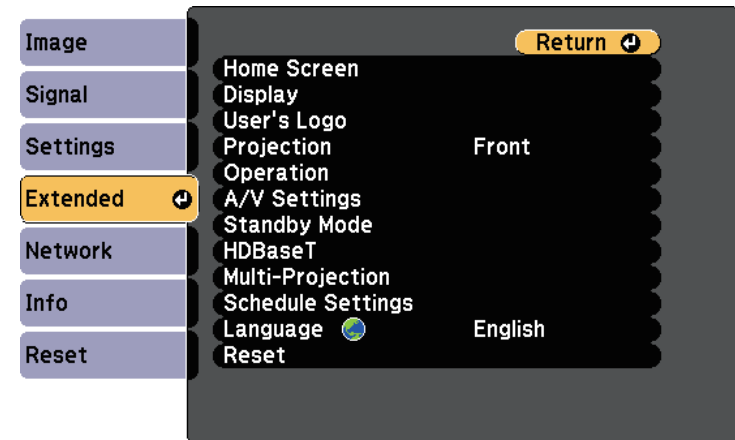 Image
Signal
Settings
Extended
Network
Info
Reset
Return
Home Screen
Display
User's Logo
Projection Front
Operation
A/V Settings
Standby Mode
HDBaseT
Multi-Projection
Schedule Settings
Language English
Reset